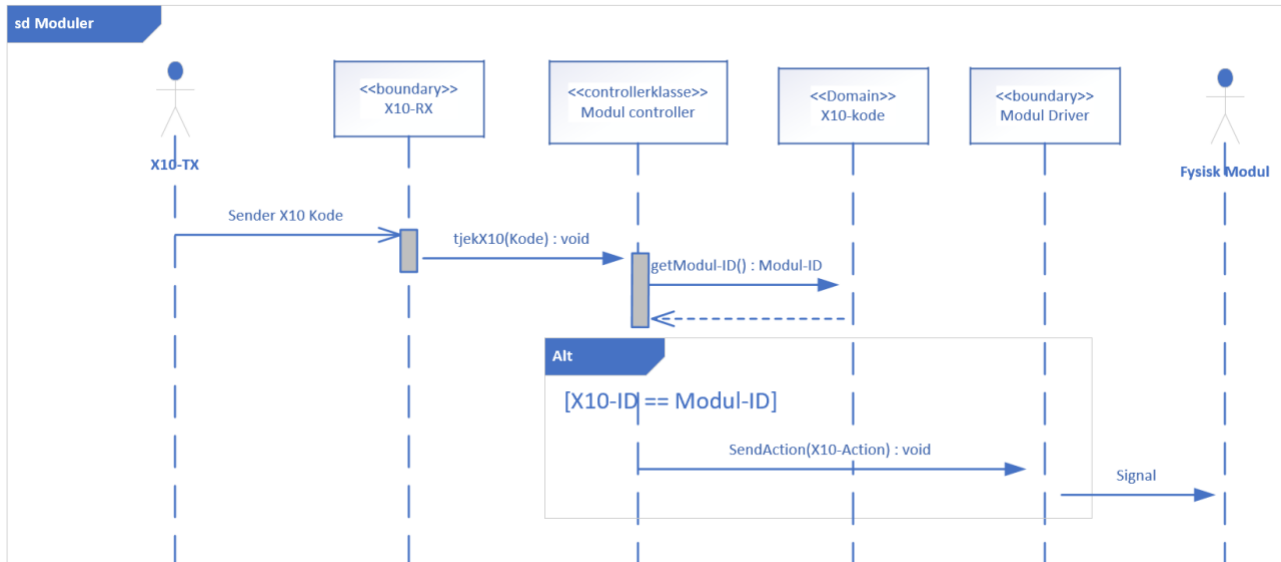 sd Moduler
X10-TX
<<boundary>>
X10-RX
<<controllerklasse>>
Modul controller
<<Domain>>
X10-kode
<<boundary>>
Modul Driver
Fysisk Modul
Sender X10 Kode
tjekX10(Kode) : void
getModul-ID() : Modul-ID
Alt
[X10-ID == Modul-ID]
SendAction(X10-Action) : void
Signal